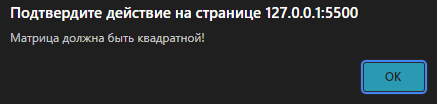 Подтвердите действие на странице 127.0.0.1:5500
Матрица должна быть квадратной!
OK